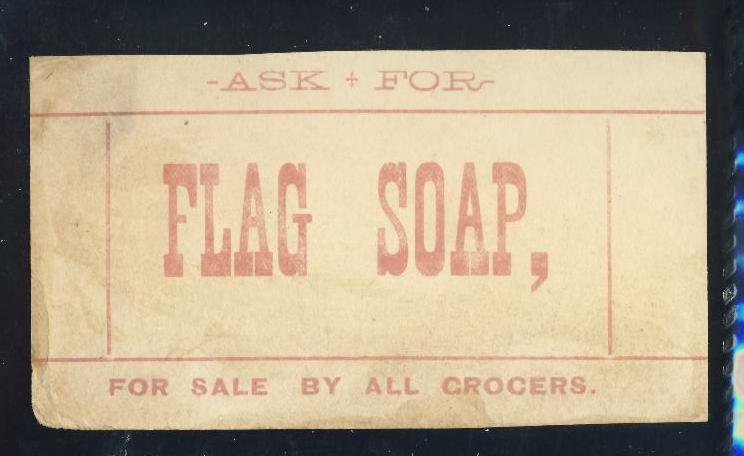 -ASK + FOR-
FLAG SOAP,
FOR SALE BY ALL GROCERS.